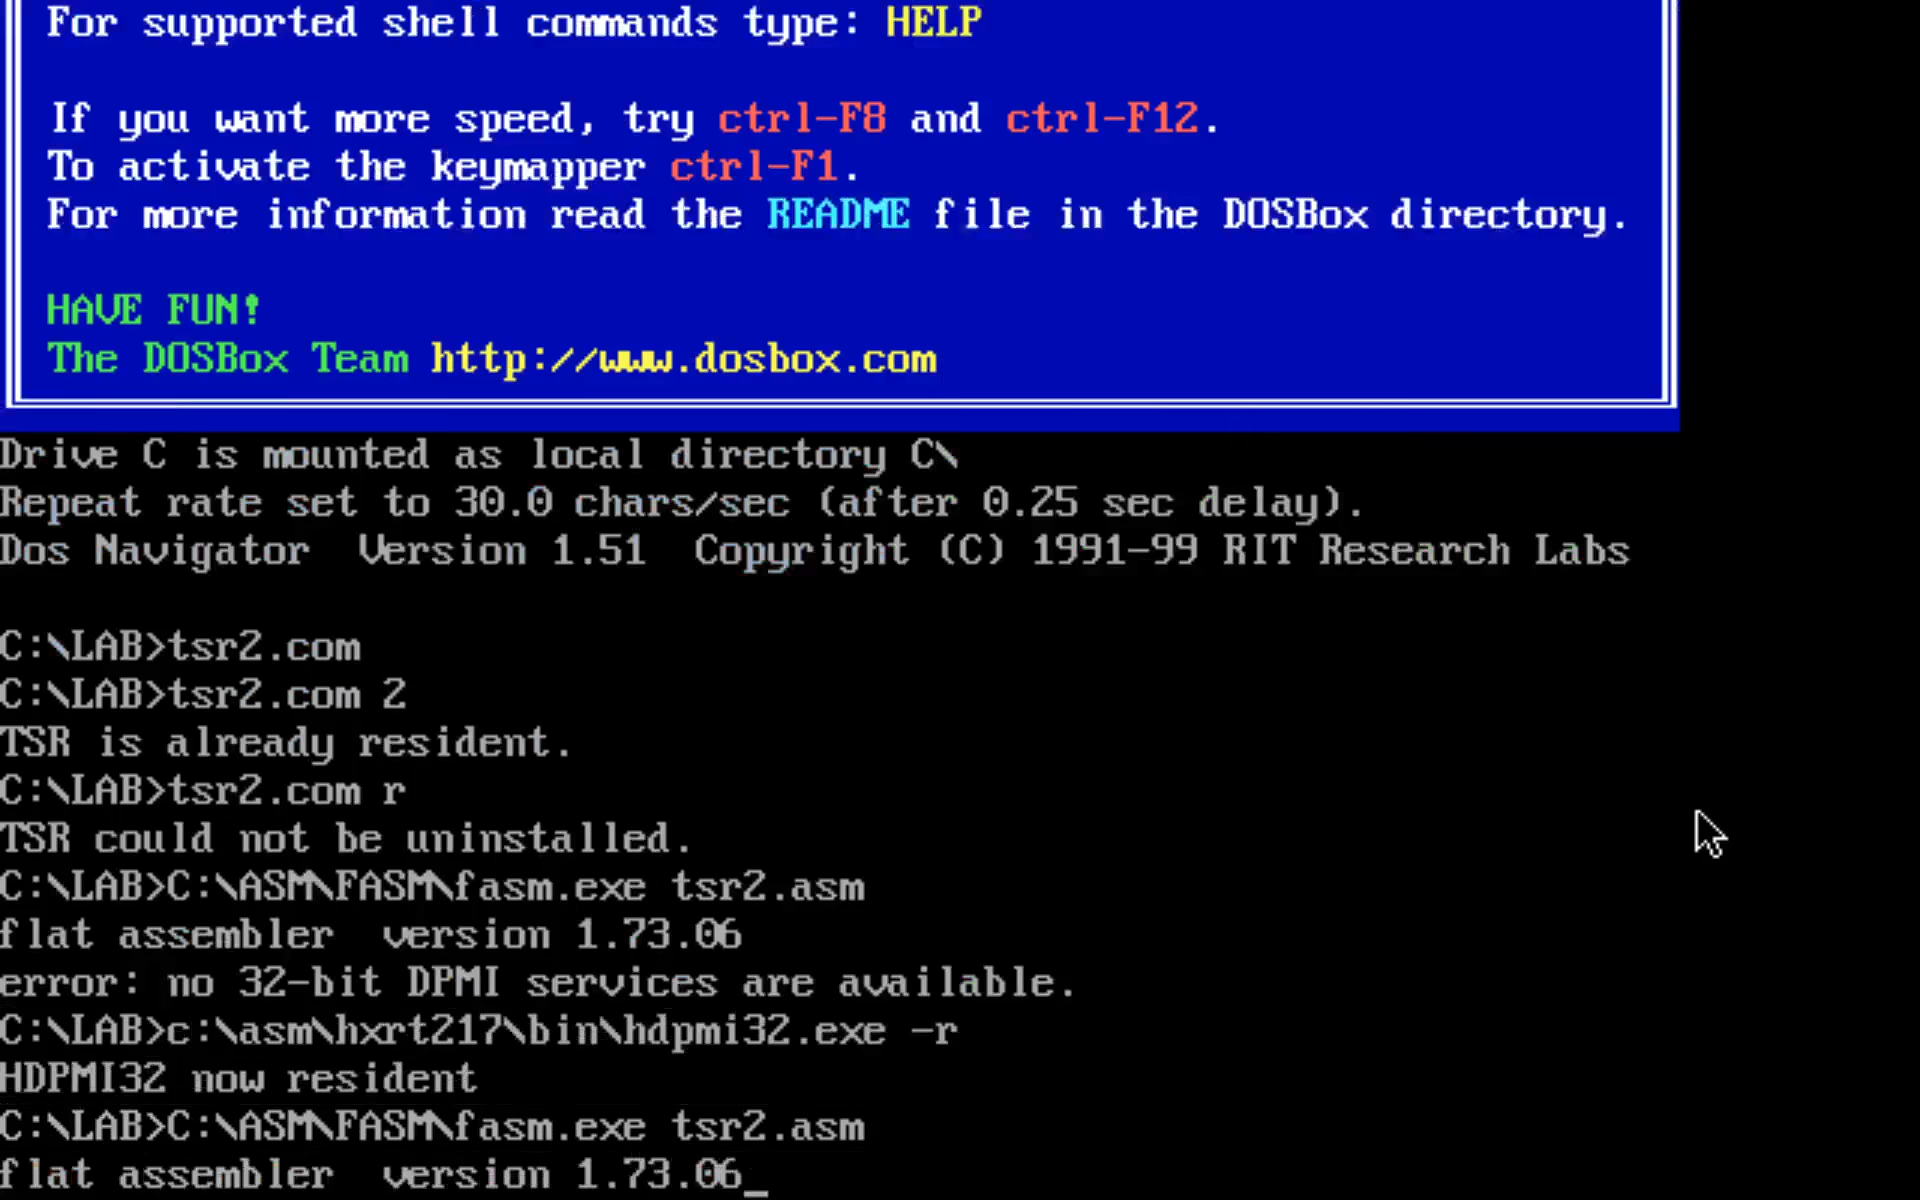 For supported shell commands type: HELP
If you want more speed, try ctrl-F8 and ctrl-F12.
To activate the keymapper ctrl-F1.
For more information read the README file in the DOSBox directory.
HAVE FUN!
The DOSBox Team http://www.dosbox.com
Drive C is mounted as local directory C\
Repeat rate set to 30.0 chars/sec (after 0.25 sec delay).
Dos Navigator  Version 1.51  Copyright (C) 1991-99 RIT Research Labs
C:\LAB>tsr2.com
C:\LAB>tsr2.com 2
TSR is already resident.
C:\LAB>tsr2.com r
TSR could not be uninstalled.
C:\LAB>C:\ASM\FASM\fasm.exe tsr2.asm
flat assembler  version 1.73.06
error: no 32-bit DPMI services are available.
C:\LAB>c:\asm\hxrt217\bin\hdpmi32.exe -r
HDPMI32 now resident
C:\LAB>C:\ASM\FASM\fasm.exe tsr2.asm
flat assembler  version 1.73.06_